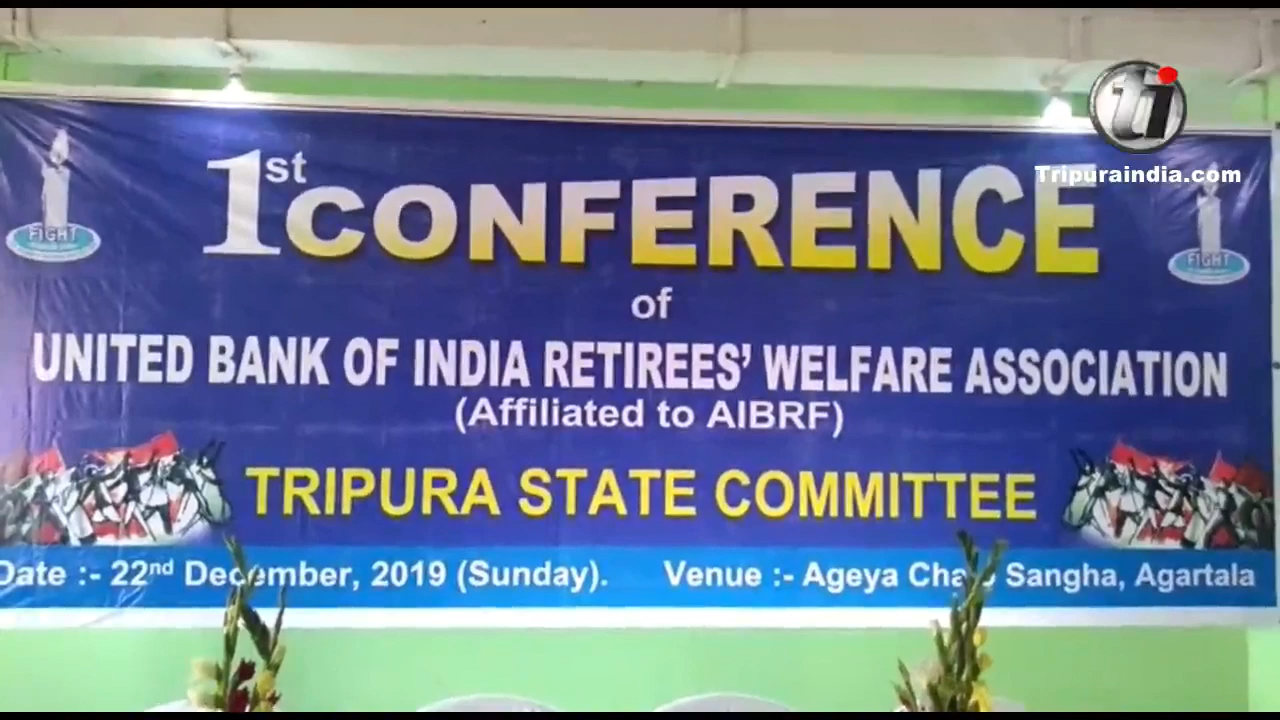 ti
Tripuraindia.com
1st CONFERENCE
of
UNITED BANK OF INDIA RETIREES' WELFARE ASSOCIATION
(Affiliated to AIBRF)
TRIPURA STATE COMMITTEE
Date :- 22nd December, 2019 (Sunday). Venue :- Ageya Sangha, Agartala
FIGHT
FIGHT